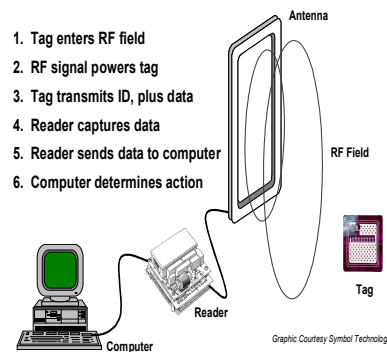 Antenna
1. Tag enters RF field
2. RF signal powers tag
3. Tag transmits ID, plus data
4. Reader captures data
5. Reader sends data to computer
6. Computer determines action
RF Field
Tag
Reader
Graphic Courtesy Symbol Technolog
Computer